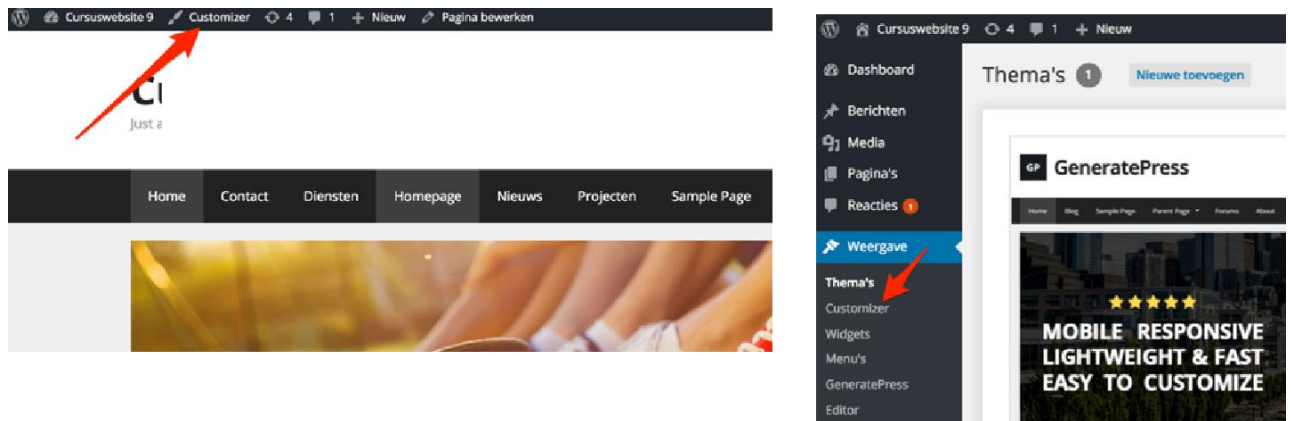 Cursuswebsite 9 Customizer 4 1 + Nieuw Pagina bewerken
Just a
Home Contact Diensten Homepage Nieuws Projecten Sample Page
Cursuswebsite 9 4 1 + Nieuw
Dashboard
Berichten
Media
Pagina's
Reacties 1
Weergave
Thema's
Customizer
Widgets
Menu's
GeneratePress
Editor
Thema's 1 Nieuwe toevoegen
GP GeneratePress
Home Blog Sample Page Parent Page Forums About
MOBILE RESPONSIVE
LIGHTWEIGHT & FAST
EASY TO CUSTOMIZE